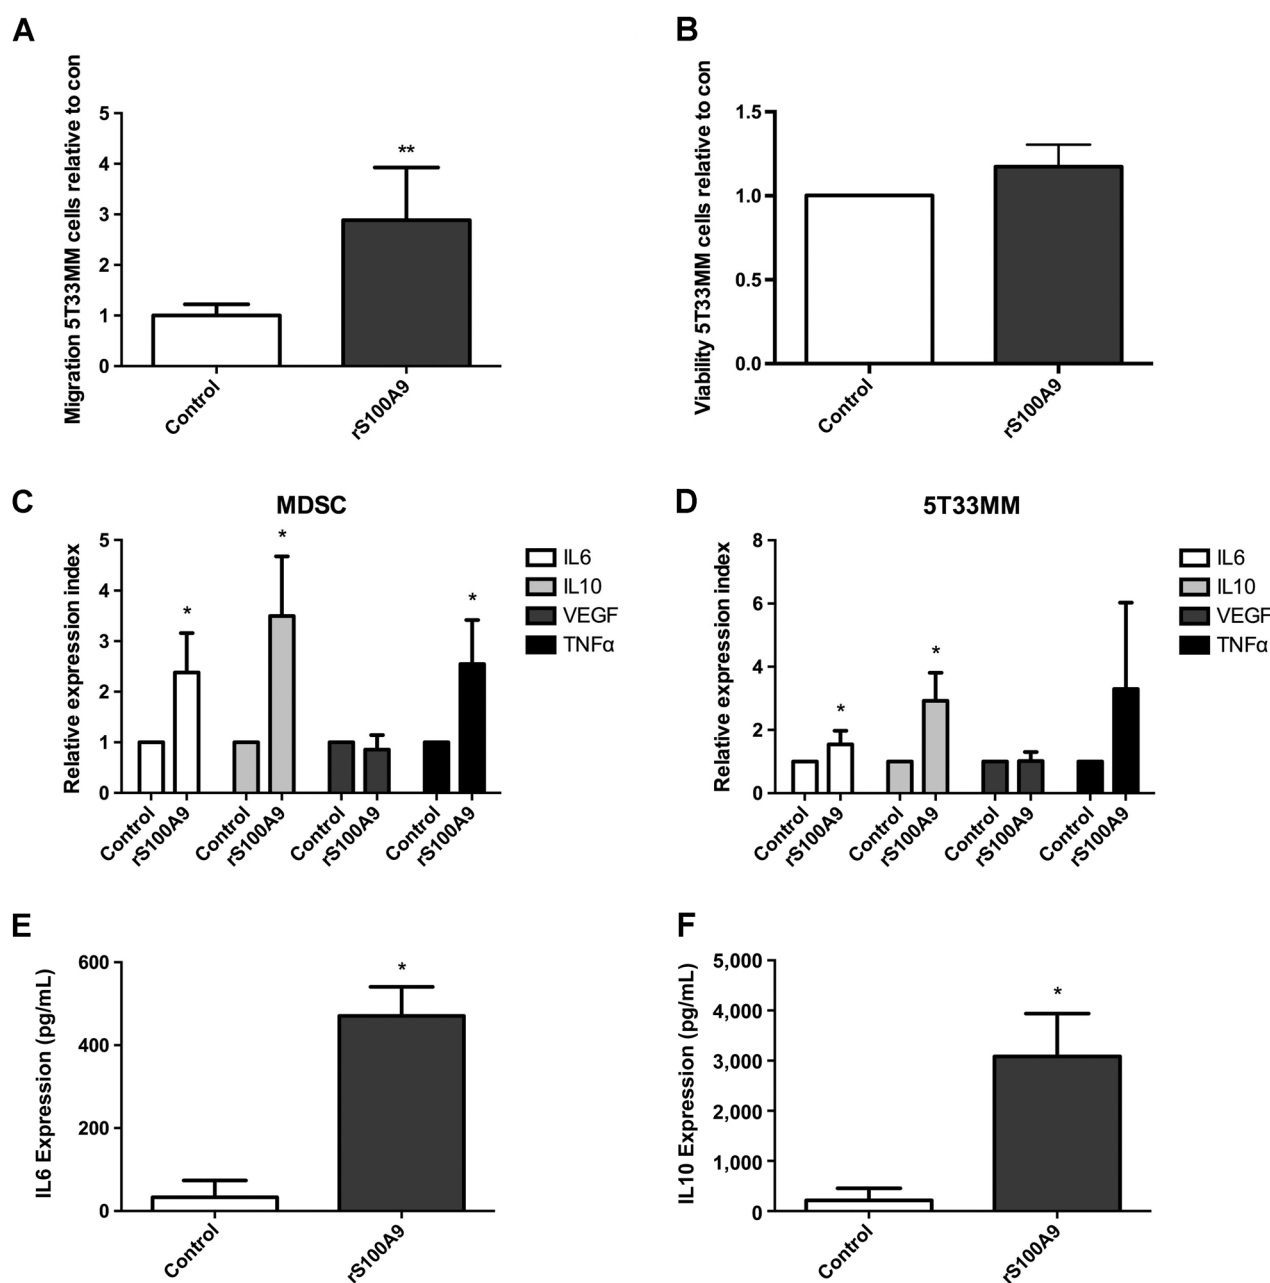 A
Migration 5T33MM cells relative to con
5
4
3
2
1
0
**
Control
rS100A9
B
Viability 5T33MM cells relative to con
1.5
1.0
0.5
0.0
Control
rS100A9
C
MDSC
Relative expression index
5
4
3
2
1
0
*
*
*
Control
rS100A9
Control
rS100A9
Control
rS100A9
Control
rS100A9
IL6
IL10
VEGF
TNFα
D
5T33MM
Relative expression index
8
6
4
2
0
*
*
Control
rS100A9
Control
rS100A9
Control
rS100A9
Control
rS100A9
IL6
IL10
VEGF
TNFα
E
IL6 Expression (pg/mL)
600
400
200
0
*
Control
rS100A9
F
IL10 Expression (pg/mL)
5,000
4,000
3,000
2,000
1,000
0
*
Control
rS100A9